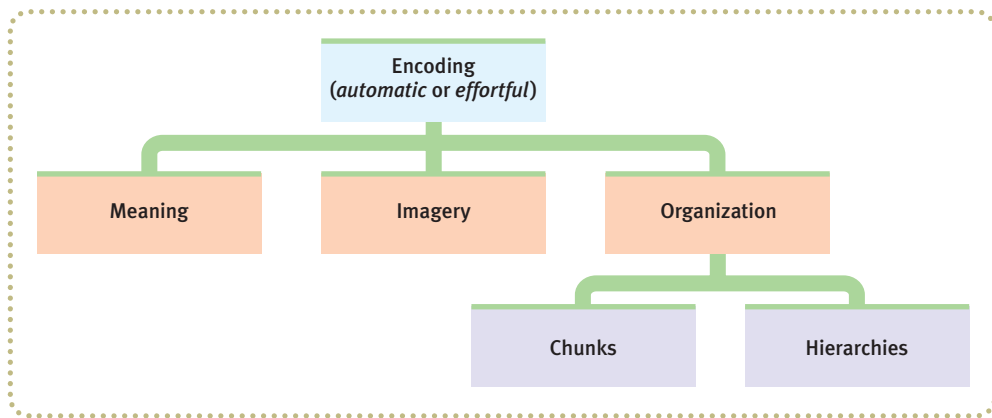 Encoding
(automatic or effortful)
Meaning
Imagery
Organization
Chunks
Hierarchies